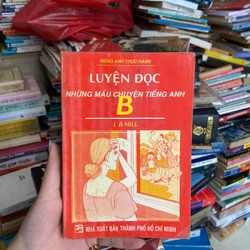 TIẾNG ANH THỰC HÀNH
LUYỆN ĐỌC
NHỮNG MẨU CHUYỆN TIẾNG ANH
B
L. A. HILL
NHÀ XUẤT BẢN THÀNH PHỐ HỒ CHÍ MINH